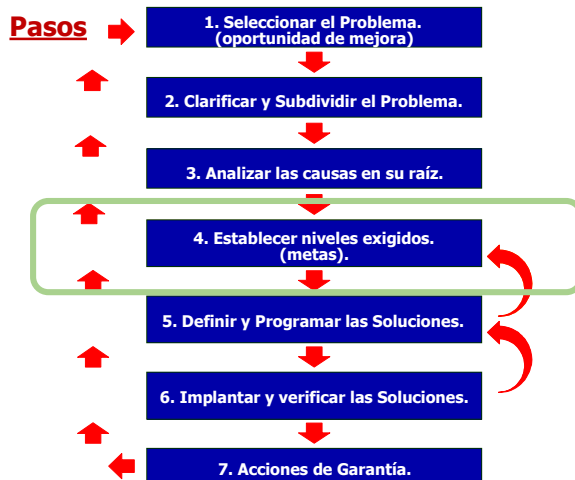 Pasos
1. Seleccionar el Problema.
(oportunidad de mejora)
2. Clarificar y Subdividir el Problema.
3. Analizar las causas en su raíz.
4. Establecer niveles exigidos.
(metas).
5. Definir y Programar las Soluciones.
6. Implantar y verificar las Soluciones.
7. Acciones de Garantía.